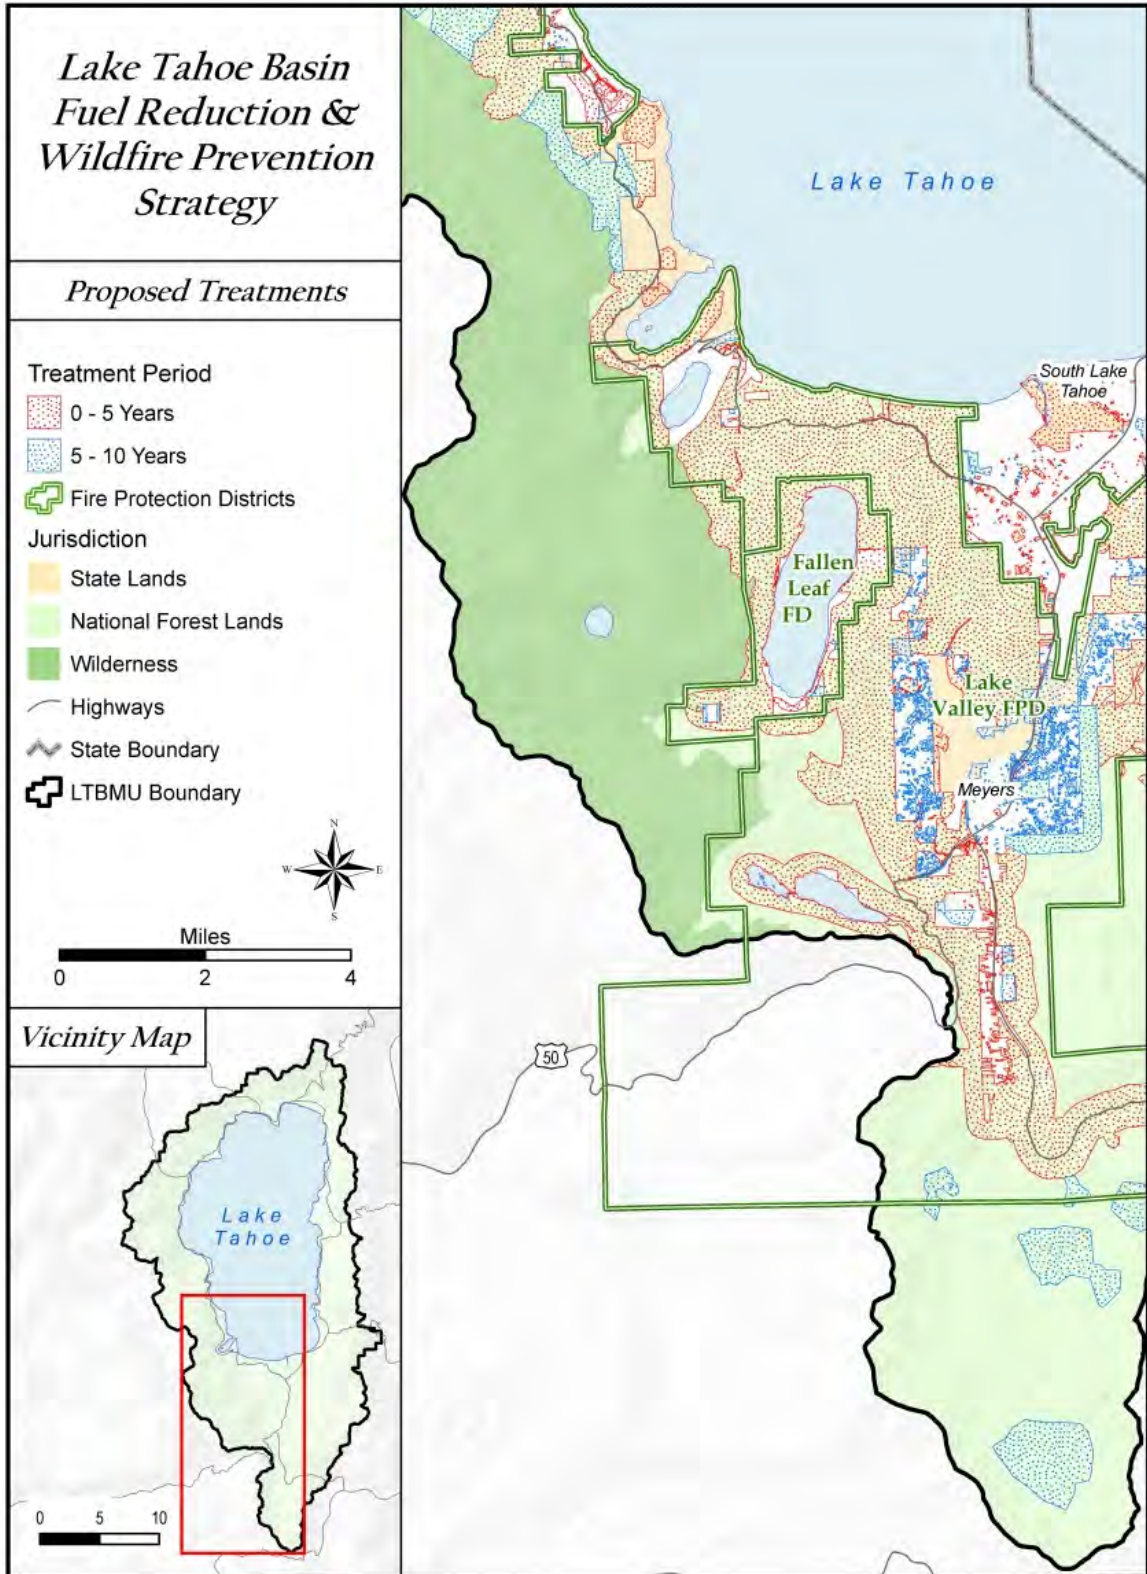 Lake Tahoe Basin
Fuel Reduction &
Wildfire Prevention
Strategy
Proposed Treatments
Treatment Period
0 - 5 Years
5 - 10 Years
Fire Protection Districts
Jurisdiction
State Lands
National Forest Lands
Wilderness
Highways
State Boundary
LTBMU Boundary
N
W E
S
Miles
0 2 4
Vicinity Map
Lake
Tahoe
0 5 10
Lake Tahoe
South Lake
Tahoe
Fallen
Leaf
FD
Lake
Valley FPD
Meyers
50